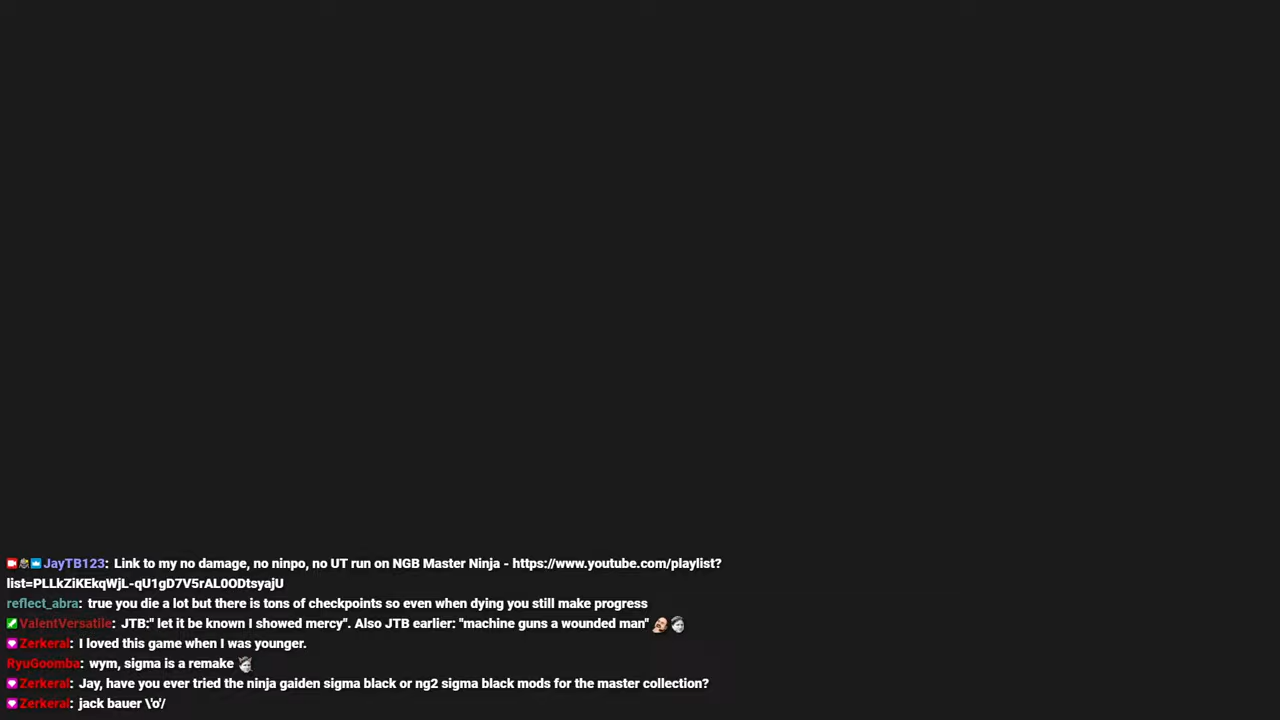 JayTB123: Link to my no damage, no ninpo, no UT run on NGB Master Ninja - https://www.youtube.com/playlist?
list=PLLkZiKEkqWjL-qU1gD7V5rAL0ODtsyajU
reflect_abra: true you die a lot but there is tons of checkpoints so even when dying you still make progress
ValentVersatile: JTB:" let it be known I showed mercy". Also JTB earlier: "machine guns a wounded man"
Zerkeral: I loved this game when I was younger.
RyuGoomba: wym, sigma is a remake
Zerkeral: Jay, have you ever tried the ninja gaiden sigma black or ng2 sigma black mods for the master collection?
Zerkeral: jack bauer \'o'/